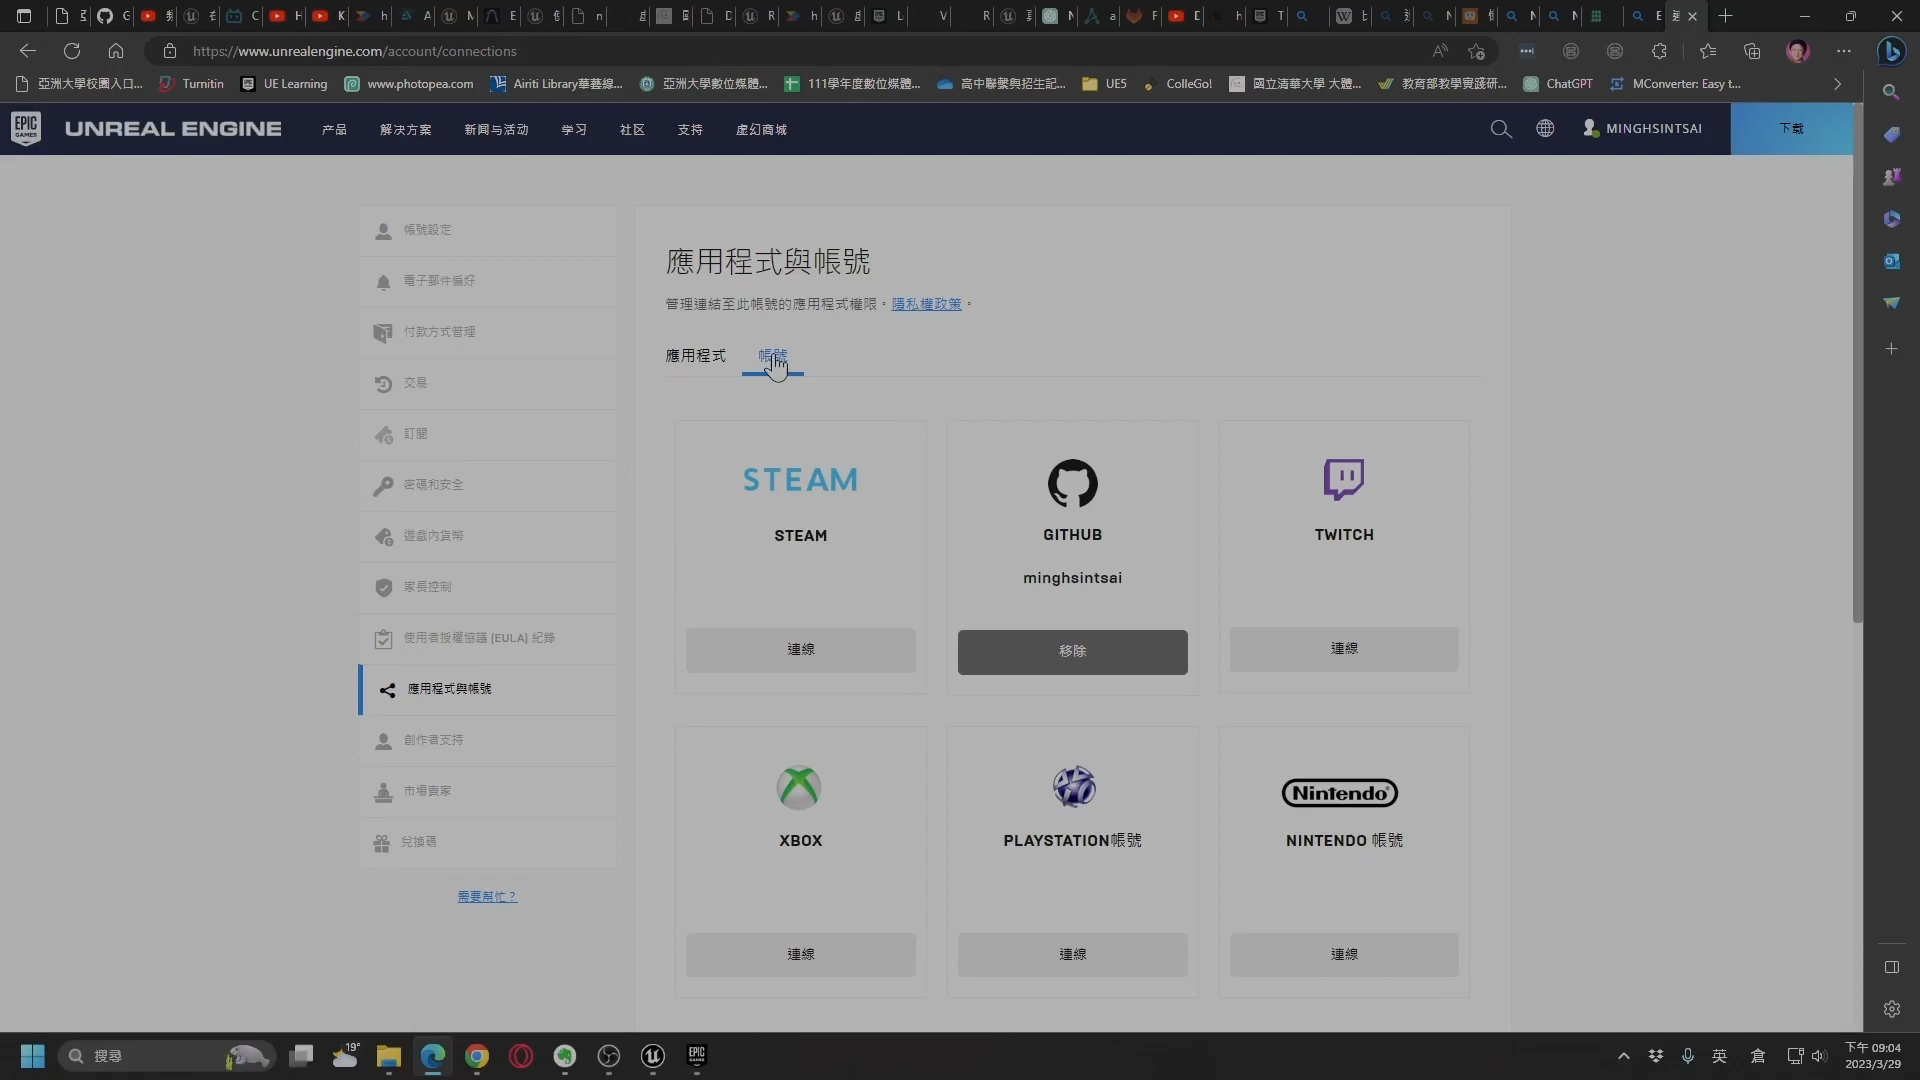 https://www.unrealengine.com/account/connections
亞洲大學校園入口...
Turnitin
UE Learning
www.photopea.com
Airiti Library華藝線...
亞洲大學數位媒體...
111學年度數位媒體...
高中聯繫與招生記...
UE5
ColleGo!
國立清華大學 大體...
教育部教學實踐研...
ChatGPT
MConverter: Easy t...
EPIC GAMES
UNREAL ENGINE
产品
解决方案
新闻与活动
学习
社区
支持
虚幻商城
MINGHSINTSAI
下载
帳號設定
電子郵件偏好
付款方式管理
交易
訂閱
密碼和安全
遊戲內貨幣
家長控制
使用者授權協議 [EULA] 紀錄
應用程式與帳號
創作者支持
市場賣家
兌換碼
需要幫忙？
應用程式與帳號
管理連結至此帳號的應用程式權限。隱私權政策。
應用程式
帳號
STEAM
STEAM
連線
GITHUB
minghsintsai
移除
TWITCH
連線
XBOX
連線
PLAYSTATION帳號
連線
Nintendo
NINTENDO 帳號
連線
搜尋
19°
英
倉
下午 09:04
2023/3/29